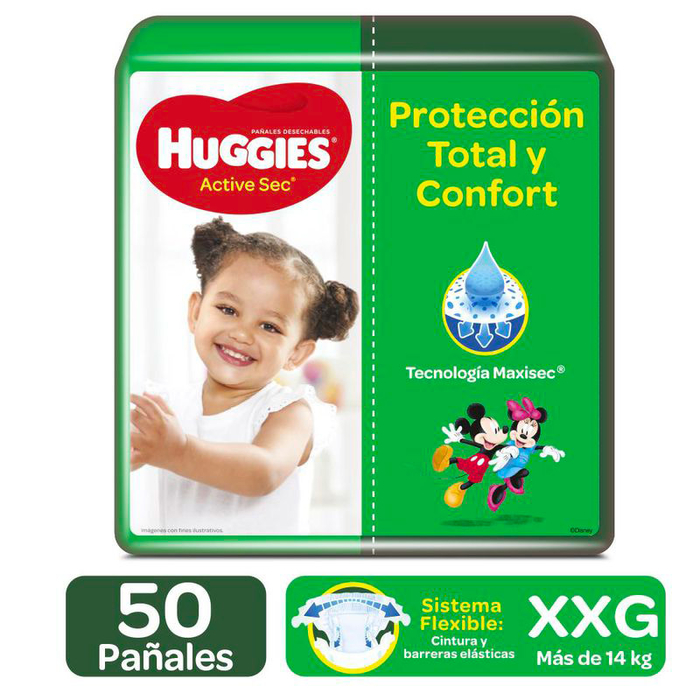 PAÑALES DESECHABLES
HUGGIES®
Active Sec®
Protección
Total y
Confort
Tecnología Maxisec®
Imágenes con fines ilustrativos.
©Disney
50
Pañales
Sistema
Flexible:
Cintura y
barreras elásticas
XXG
Más de 14 kg